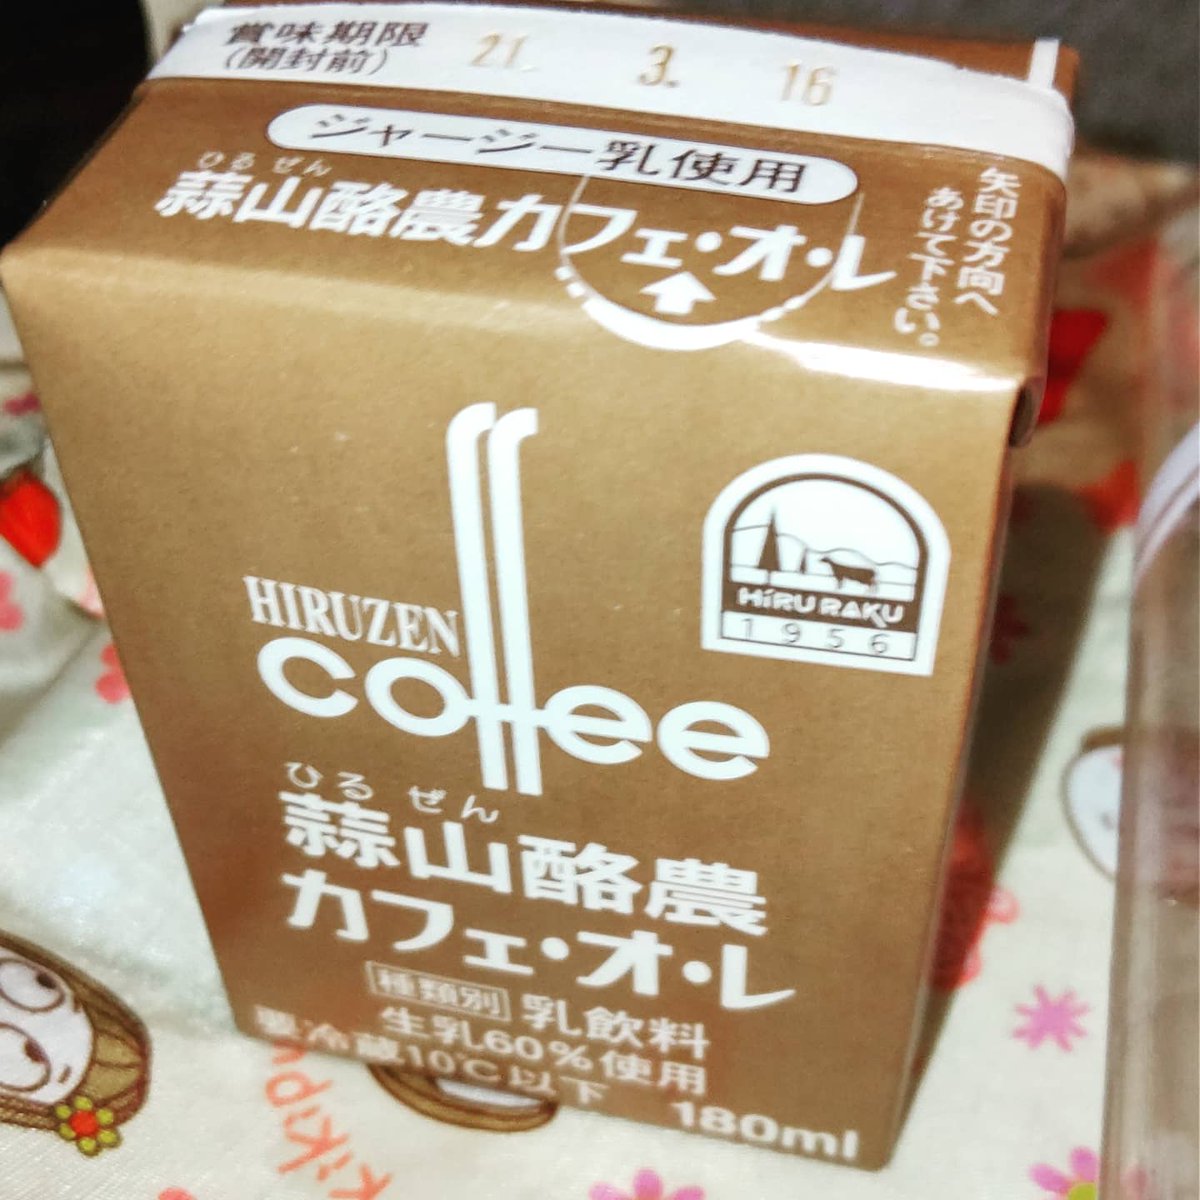 賞味期限
(開封前)
21. 3. 16
ジャージー乳使用
ひるぜん
蒜山酪農カフェ・オ・レ
矢印の方向へ
あけて下さい。
HIRUZEN
coffee
HiRU RAKU
1956
ひるぜん
蒜山酪農
カフェ・オ・レ
種類別 乳飲料
生乳60%使用
要冷蔵10℃以下
180ml